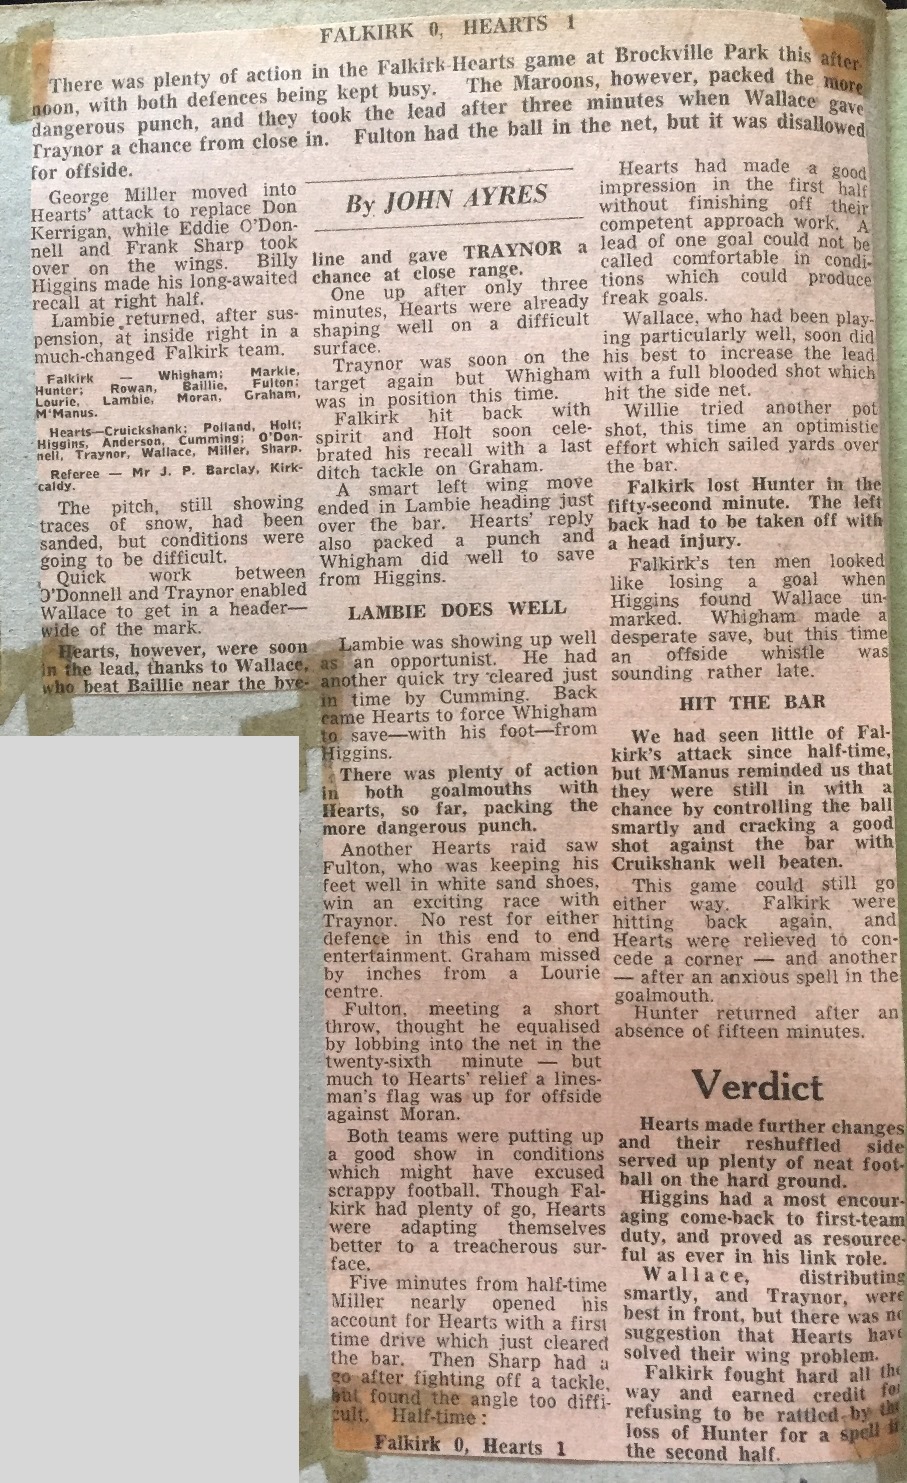 FALKIRK 0, HEARTS 1
There was plenty of action in the Falkirk-Hearts game at Brockville Park this after-
noon, with both defences being kept busy. The Maroons, however, packed the more
dangerous punch, and they took the lead after three minutes when Wallace gave
Traynor a chance from close in. Fulton had the ball in the net, but it was disallowed
for offside.
George Miller moved into
Hearts' attack to replace Don
Kerrigan, while Eddie O'Don-
nell and Frank Sharp took
over on the wings. Billy
Higgins made his long-awaited
recall at right half.
Lambie returned, after sus-
pension, at inside right in a
much-changed Falkirk team.
Falkirk — Whigham; Markie,
Hunter; Rowan, Baillie, Fulton;
Lourie, Lambie, Moran, Graham,
M'Manus.
Hearts—Cruickshank; Polland, Holt;
Higgins, Anderson, Cumming; O'Don-
nell, Traynor, Wallace, Miller, Sharp.
Referee — Mr J. P. Barclay, Kirk-
caldy.
The pitch, still showing
traces of snow, had been
sanded, but conditions were
going to be difficult.
Quick work between
O'Donnell and Traynor enabled
Wallace to get in a header—
wide of the mark.
Hearts, however, were soon
in the lead, thanks to Wallace,
who beat Baillie near the bye-
By JOHN AYRES
line and gave TRAYNOR a
chance at close range.
One up after only three
minutes, Hearts were already
shaping well on a difficult
surface.
Traynor was soon on the
target again but Whigham
was in position this time.
Falkirk hit back with
spirit and Holt soon cele-
brated his recall with a last
ditch tackle on Graham.
A smart left wing move
ended in Lambie heading just
over the bar. Hearts' reply
also packed a punch and
Whigham did well to save
from Higgins.
LAMBIE DOES WELL
Lambie was showing up well
as an opportunist. He had
another quick try cleared just
in time by Cumming. Back
came Hearts to force Whigham
to save—with his foot—from
Higgins.
There was plenty of action
in both goalmouths with
Hearts, so far, packing the
more dangerous punch.
Another Hearts raid saw
Fulton, who was keeping his
feet well in white sand shoes,
win an exciting race with
Traynor. No rest for either
defence in this end to end
entertainment. Graham missed
by inches from a Lourie
centre.
Fulton, meeting a short
throw, thought he equalised
by lobbing into the net in the
twenty-sixth minute — but
much to Hearts' relief a lines-
man's flag was up for offside
against Moran.
Both teams were putting up
a good show in conditions
which might have excused
scrappy football. Though Fal-
kirk had plenty of go, Hearts
were adapting themselves
better to a treacherous sur-
face.
Five minutes from half-time
Miller nearly opened his
account for Hearts with a first
time drive which just cleared
the bar. Then Sharp had a
go after fighting off a tackle,
but found the angle too diffi-
cult. Half-time:
Falkirk 0, Hearts 1
Hearts had made a good
impression in the first half
without finishing off their
competent approach work. A
lead of one goal could not be
called comfortable in condi-
tions which could produce
freak goals.
Wallace, who had been play-
ing particularly well, soon did
his best to increase the lead
with a full blooded shot which
hit the side net.
Willie tried another pot
shot, this time an optimistic
effort which sailed yards over
the bar.
Falkirk lost Hunter in the
fifty-second minute. The left
back had to be taken off with
a head injury.
Falkirk's ten men looked
like losing a goal when
Higgins found Wallace un-
marked. Whigham made a
desperate save, but this time
an offside whistle was
sounding rather late.
HIT THE BAR
We had seen little of Fal-
kirk's attack since half-time,
but M'Manus reminded us that
they were still in with a
chance by controlling the ball
smartly and cracking a good
shot against the bar with
Cruikshank well beaten.
This game could still go
either way. Falkirk were
hitting back again, and
Hearts were relieved to con-
cede a corner — and another
— after an anxious spell in the
goalmouth.
Hunter returned after an
absence of fifteen minutes.
Verdict
Hearts made further changes
and their reshuffled side
served up plenty of neat foot-
ball on the hard ground.
Higgins had a most encour-
aging come-back to first-team
duty, and proved as resource-
ful as ever in his link role.
Wallace, distributing
smartly, and Traynor, were
best in front, but there was no
suggestion that Hearts have
solved their wing problem.
Falkirk fought hard all the
way and earned credit for
refusing to be rattled by the
loss of Hunter for a spell in
the second half.